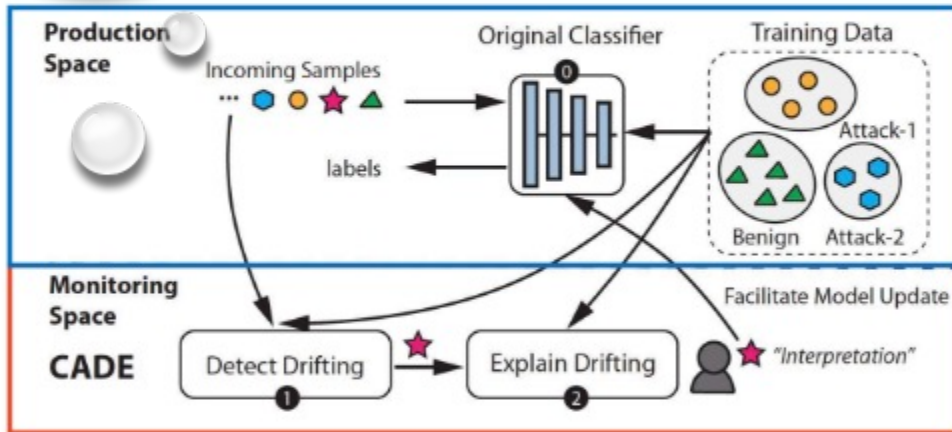 Production
Space
Original Classifier
Training Data
0
Incoming Samples
...
Attack-1
labels
Benign
Attack-2
Monitoring
Space
Facilitate Model Update
CADE
Detect Drifting
Explain Drifting
"Interpretation"
1
2